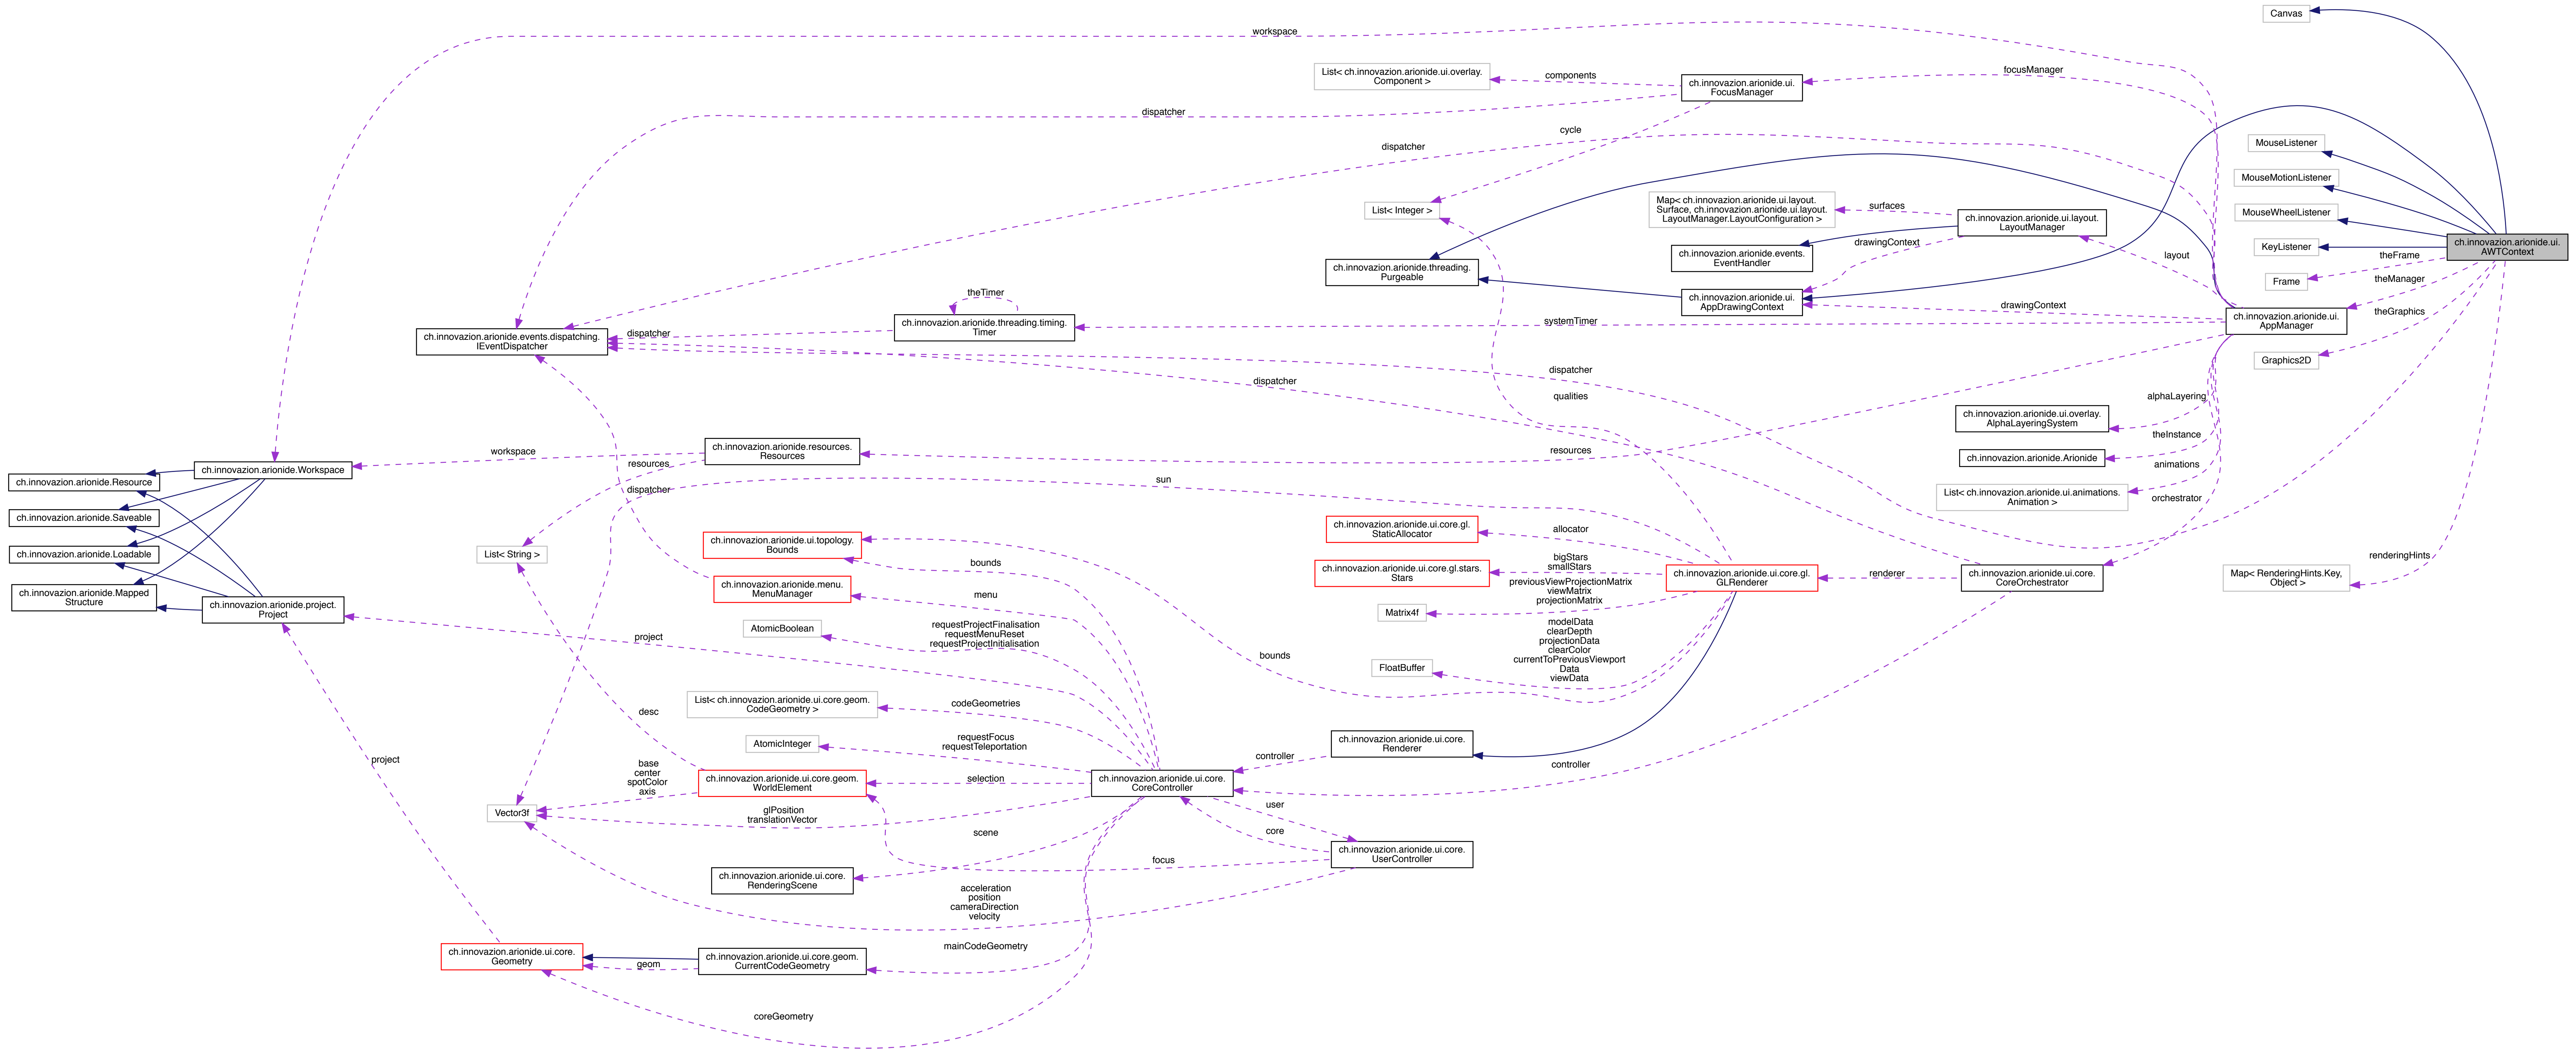 Canvas
workspace
List< ch.innovazion.arionide.ui.overlay.
Component >
components
ch.innovazion.arionide.ui.
FocusManager
focusManager
dispatcher
cycle
dispatcher
MouseListener
MouseMotionListener
MouseWheelListener
KeyListener
ch.innovazion.arionide.ui.
AWTContext
List< Integer >
Map< ch.innovazion.arionide.ui.layout.
Surface, ch.innovazion.arionide.ui.layout.
LayoutManager.LayoutConfiguration >
surfaces
ch.innovazion.arionide.ui.layout.
LayoutManager
drawingContext
ch.innovazion.arionide.events.
EventHandler
layout
theFrame
Frame
theManager
ch.innovazion.arionide.threading.
Purgeable
ch.innovazion.arionide.ui.
AppDrawingContext
drawingContext
theGraphics
theTimer
ch.innovazion.arionide.threading.timing.
Timer
systemTimer
ch.innovazion.arionide.ui.
AppManager
dispatcher
ch.innovazion.arionide.events.dispatching.
IEventDispatcher
Graphics2D
dispatcher
dispatcher
qualities
alphaLayering
ch.innovazion.arionide.ui.overlay.
AlphaLayeringSystem
theInstance
ch.innovazion.arionide.Arionide
animations
List< ch.innovazion.arionide.ui.animations.
Animation >
orchestrator
workspace
ch.innovazion.arionide.resources.
Resources
resources
resources
ch.innovazion.arionide.Workspace
ch.innovazion.arionide.Resource
ch.innovazion.arionide.Saveable
ch.innovazion.arionide.Loadable
ch.innovazion.arionide.Mapped
Structure
ch.innovazion.arionide.project.
Project
dispatcher
sun
List< String >
ch.innovazion.arionide.ui.topology.
Bounds
bounds
ch.innovazion.arionide.menu.
MenuManager
menu
AtomicBoolean
requestProjectFinalisation
requestMenuReset
requestProjectInitialisation
project
bounds
ch.innovazion.arionide.ui.core.gl.
StaticAllocator
allocator
ch.innovazion.arionide.ui.core.gl.stars.
Stars
bigStars
smallStars
previousViewProjectionMatrix
viewMatrix
projectionMatrix
Matrix4f
modelData
clearDepth
projectionData
clearColor
currentToPreviousViewport
Data
viewData
FloatBuffer
ch.innovazion.arionide.ui.core.gl.
GLRenderer
renderer
ch.innovazion.arionide.ui.core.
CoreOrchestrator
renderingHints
Map< RenderingHints.Key,
Object >
List< ch.innovazion.arionide.ui.core.geom.
CodeGeometry >
codeGeometries
desc
AtomicInteger
requestFocus
requestTeleportation
ch.innovazion.arionide.ui.core.
Renderer
controller
controller
project
base
center
spotColor
axis
ch.innovazion.arionide.ui.core.geom.
WorldElement
selection
ch.innovazion.arionide.ui.core.
CoreController
Vector3f
glPosition
translationVector
user
core
scene
ch.innovazion.arionide.ui.core.
UserController
focus
ch.innovazion.arionide.ui.core.
RenderingScene
acceleration
position
cameraDirection
velocity
mainCodeGeometry
ch.innovazion.arionide.ui.core.
Geometry
geom
ch.innovazion.arionide.ui.core.geom.
CurrentCodeGeometry
coreGeometry